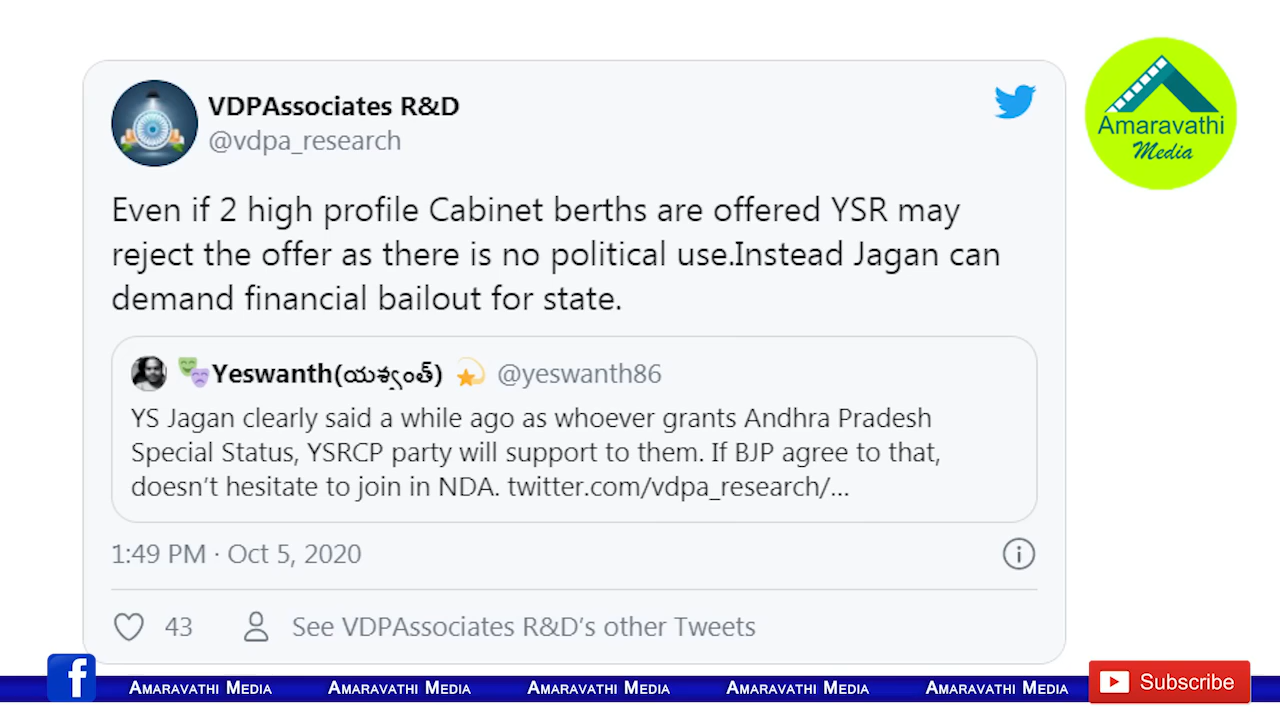 VDPAssociates R&D
@vdpa_research
Even if 2 high profile Cabinet berths are offered YSR may
reject the offer as there is no political use.Instead Jagan can
demand financial bailout for state.
Yeswanth(యశ్వంత్) @yeswanth86
YS Jagan clearly said a while ago as whoever grants Andhra Pradesh
Special Status, YSRCP party will support to them. If BJP agree to that,
doesn't hesitate to join in NDA. twitter.com/vdpa_research/...
1:49 PM · Oct 5, 2020
43 See VDPAssociates R&D's other Tweets
Amaravathi
Media
f Amaravathi Media Amaravathi Media Amaravathi Media Amaravathi Media Amaravathi Media Subscribe